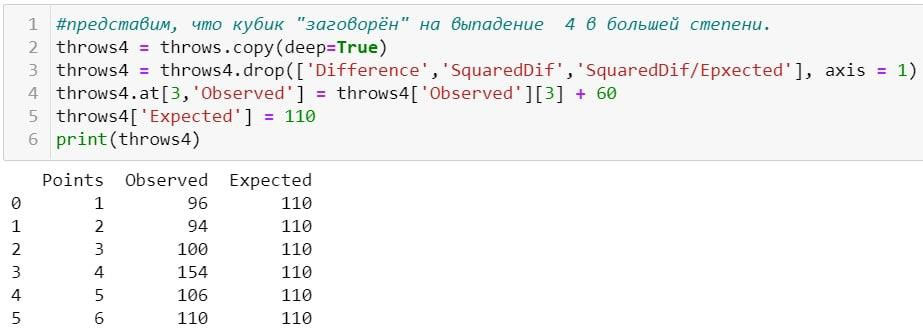 1 #представим, что кубик "заговорён" на выпадение 4 в большей степени.
2 throws4 = throws.copy(deep=True)
3 throws4 = throws4.drop(['Difference','SquaredDif','SquaredDif/Epxected'], axis = 1)
4 throws4.at[3,'Observed'] = throws4['Observed'][3] + 60
5 throws4['Expected'] = 110
6 print(throws4)
Points Observed Expected
0 1 96 110
1 2 94 110
2 3 100 110
3 4 154 110
4 5 106 110
5 6 110 110